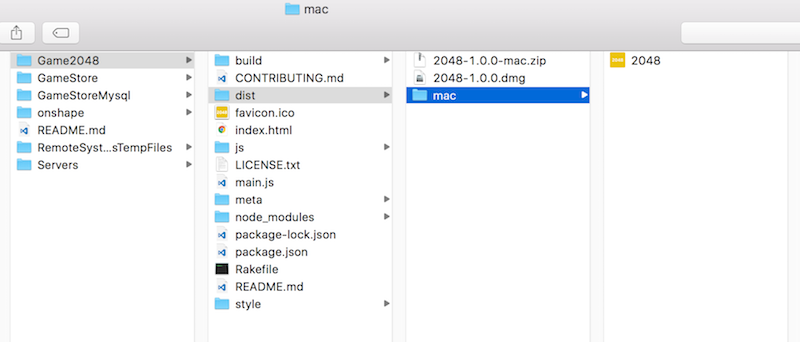 mac
Game2048
GameStore
GameStoreMysql
onshape
README.md
RemoteSyst...sTempFiles
Servers
build
CONTRIBUTING.md
dist
favicon.ico
index.html
js
LICENSE.txt
main.js
meta
node_modules
package-lock.json
package.json
Rakefile
README.md
style
2048-1.0.0-mac.zip
2048-1.0.0.dmg
mac
2048